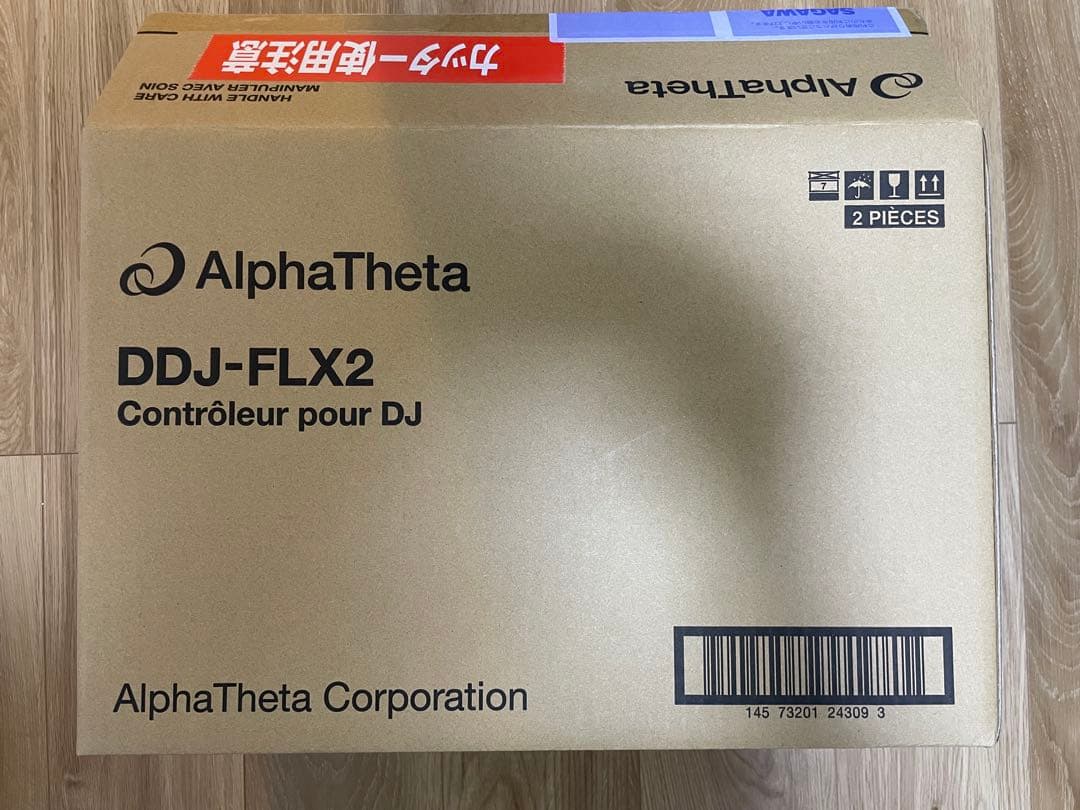 SAGAWA
カッター使用注意
HANDLE WITH CARE
MANIPULER AVEC SOIN
AlphaTheta
7
2 PIÈCES
AlphaTheta
DDJ-FLX2
Contrôleur pour DJ
AlphaTheta Corporation
145 73201 24309 3